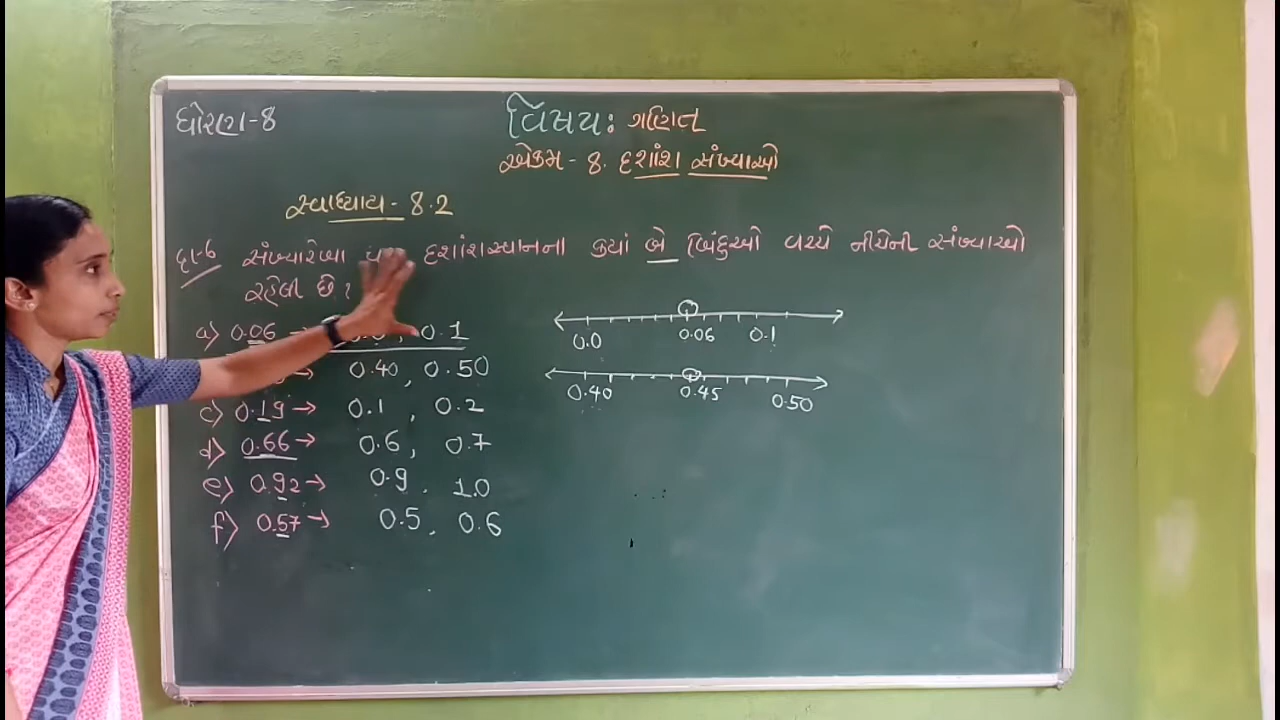 ધોરણ-8
વિષય: ગણિત
એકમ - 8. દશાંશ સંખ્યાઓ
સ્વાધ્યાય - 8.2
દા-6 સંખ્યારેખા દશાંશસ્થાનના કયાં બે બિંદુઓ વચ્ચે નીચેની સંખ્યાઓ
રહેલી છે?
a) 0.06 → 0.1
→ 0.40, 0.50
c) 0.19 → 0.1, 0.2
d) 0.66 → 0.6, 0.7
e) 0.92 → 0.9. 1.0
f) 0.57 → 0.5, 0.6
0.0 0.06 0.1
0.40 0.45 0.50